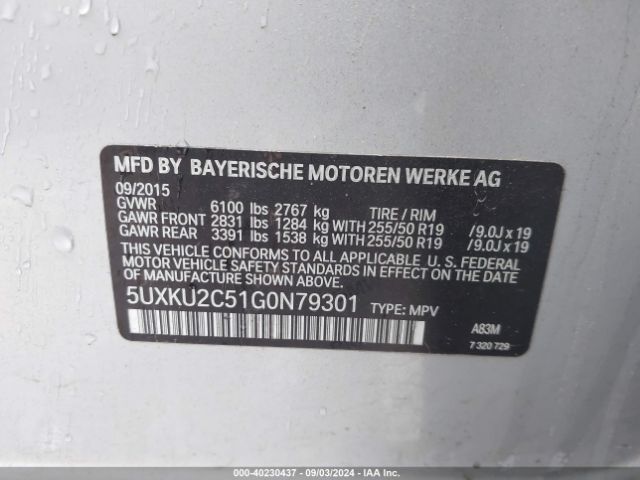 MFD BY BAYERISCHE MOTOREN WERKE AG
09/2015
GVWR 6100 lbs 2767 kg TIRE / RIM
GAWR FRONT 2831 lbs 1284 kg WITH 255/50 R19 /9.0J x 19
GAWR REAR 3391 lbs 1538 kg WITH 255/50 R19 /9.0J x 19
THIS VEHICLE CONFORMS TO ALL APPLICABLE U.S. FEDERAL
MOTOR VEHICLE SAFETY STANDARDS IN EFFECT ON THE DATE OF
MANUFACTURE SHOWN ABOVE.
5UXKU2C51G0N79301 TYPE: MPV A83M
7 320 729
000-40230437 - 09/03/2024 - IAAI.COM